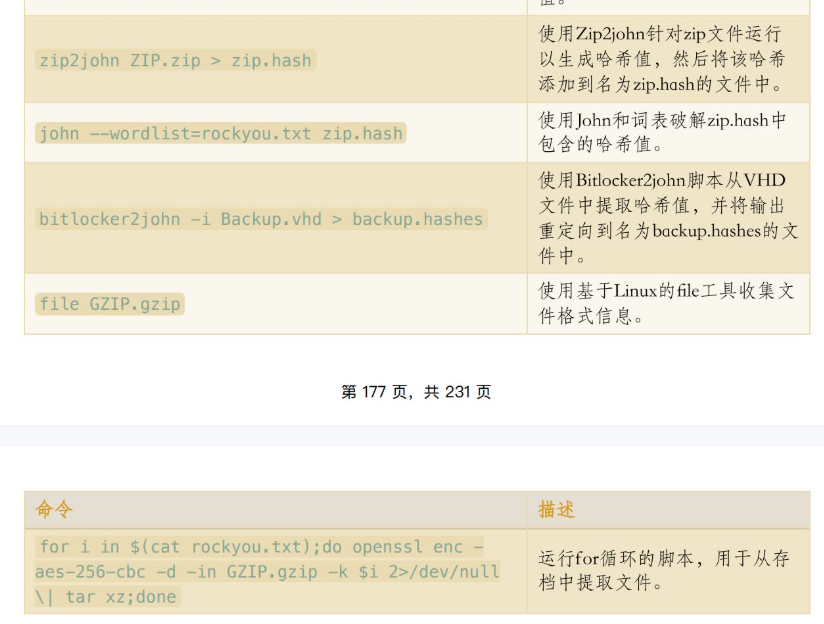 值。
zip2john ZIP.zip > zip.hash
使用Zip2john针对zip文件运行
以生成哈希值，然后将该哈希
添加到名为zip.hash的文件中。
john --wordlist=rockyou.txt zip.hash
使用John和词表破解zip.hash中
包含的哈希值。
bitlocker2john -i Backup.vhd > backup.hashes
使用Bitlocker2john脚本从VHD
文件中提取哈希值，并将输出
重定向到名为backup.hashes的文
件中。
file GZIP.gzip
使用基于Linux的file工具收集文
件格式信息。
第 177 页，共 231 页
命令
描述
for i in $(cat rockyou.txt);do openssl enc -
aes-256-cbc -d -in GZIP.gzip -k $i 2>/dev/null
\| tar xz;done
运行for循环的脚本，用于从存
档中提取文件。